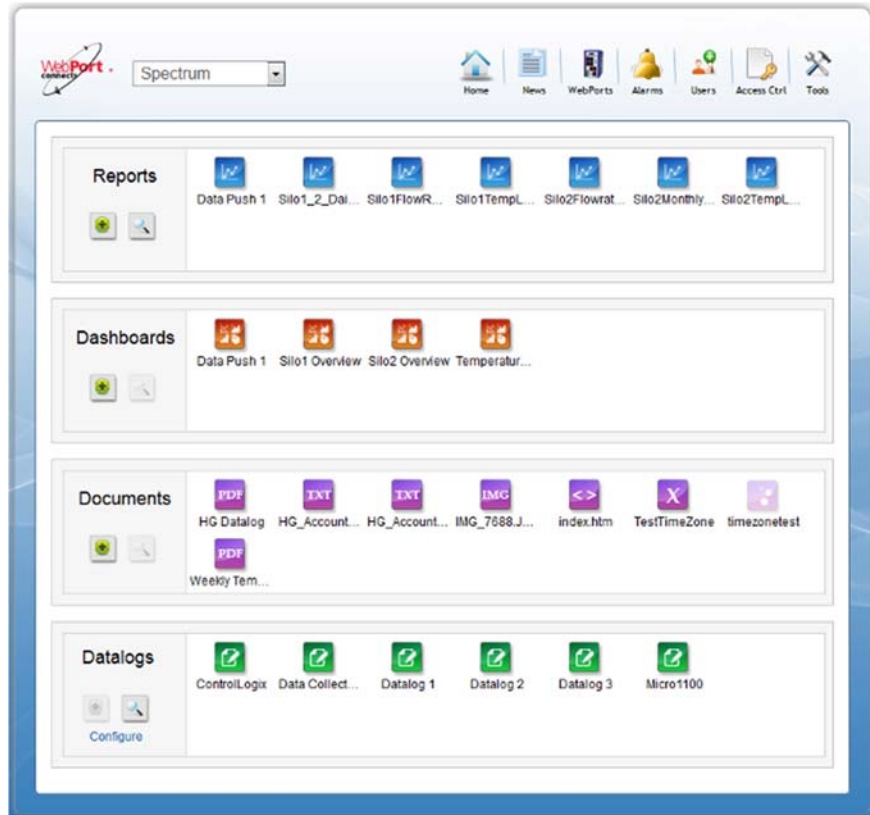 WebPort.
connects
Spectrum
Home News WebPorts Alarms Users Access Ctrl Tools
Reports
Data Push 1 Silo1_2_Dai... Silo1FlowR... Silo1TempL... Silo2Flowrat... Silo2Monthly... Silo2TempL...
Dashboards
Data Push 1 Silo1 Overview Silo2 Overview Temperatur...
Documents
PDF TXT TXT IMG <> X
HG Datalog HG_Account... HG_Account... IMG_7688.J... index.htm TestTimeZone timezonetest
PDF
Weekly Tem...
Datalogs
ControlLogix Data Collect... Datalog 1 Datalog 2 Datalog 3 Micro1100
Configure